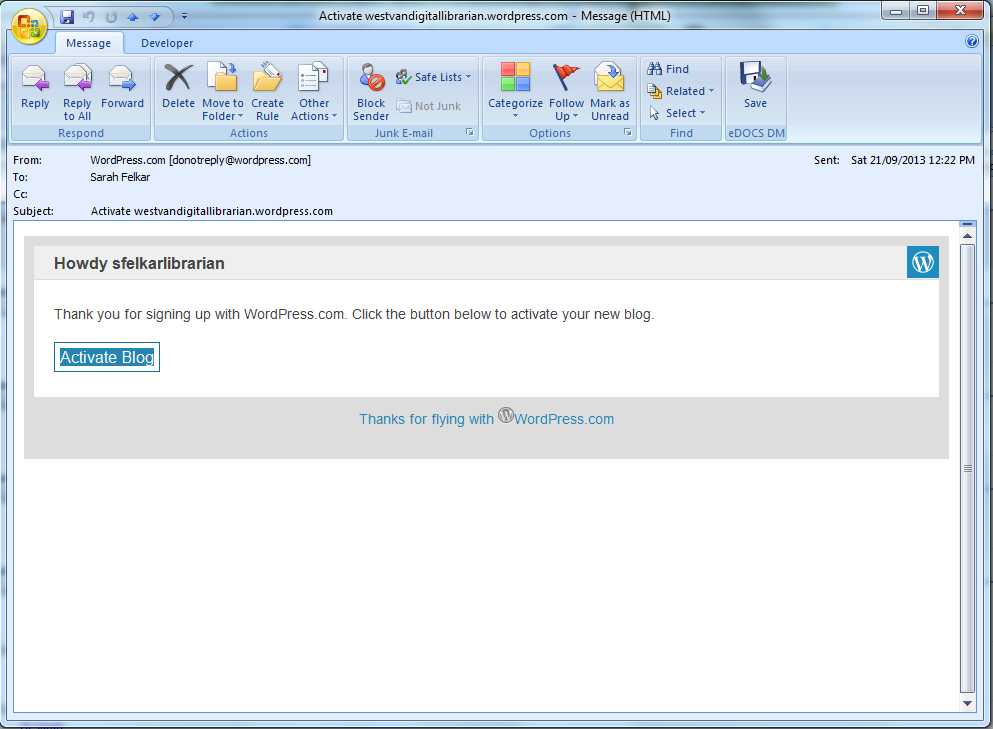 Activate westvandigitallibrarian.wordpress.com - Message (HTML)
Message Developer
Reply
Reply to All
Forward
Respond
Delete
Move to Folder
Create Rule
Other Actions
Actions
Block Sender
Safe Lists
Not Junk
Junk E-mail
Categorize
Follow Up
Mark as Unread
Options
Find
Related
Select
Find
Save
eDOCS DM
From: WordPress.com [donotreply@wordpress.com] Sent: Sat 21/09/2013 12:22 PM
To: Sarah Felkar
Cc:
Subject: Activate westvandigitallibrarian.wordpress.com
Howdy sfelkarlibrarian
Thank you for signing up with WordPress.com. Click the button below to activate your new blog.
Activate Blog
Thanks for flying with WordPress.com